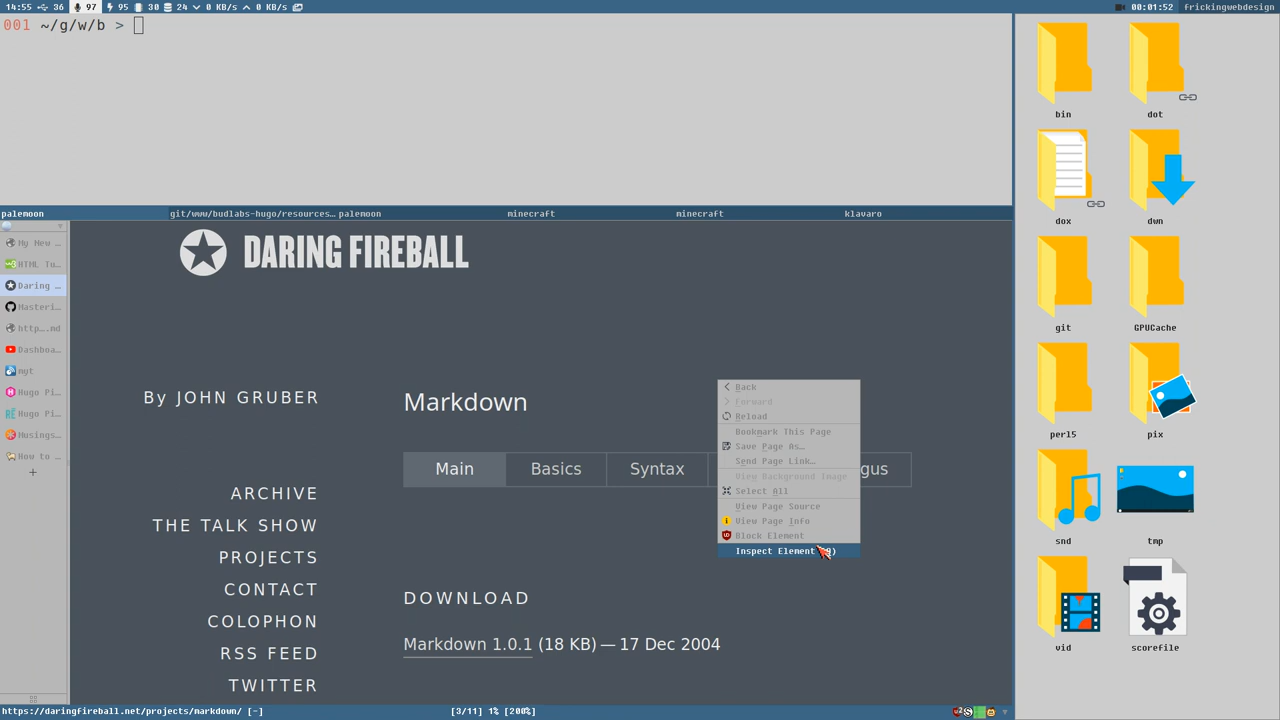 14:55 36 97 95 30 24 0 KB/s 0 KB/s 00:01:52 frickingwebdesign
001 ~/g/w/b >
palemoon git/www/budlabs-hugo/resources… palemoon minecraft minecraft klavaro
My New …
HTML Tu…
Daring …
Masteri…
http….md
Dashboa…
myt
Hugo Pi…
Hugo Pi…
Musings…
How to …
DARING FIREBALL
By JOHN GRUBER
ARCHIVE
THE TALK SHOW
PROJECTS
CONTACT
COLOPHON
RSS FEED
TWITTER
Markdown
Main Basics Syntax gus
DOWNLOAD
Markdown 1.0.1 (18 KB) — 17 Dec 2004
Back
Forward
Reload
Bookmark This Page
Save Page As…
Send Page Link…
View Background Image
Select All
View Page Source
View Page Info
Block Element
Inspect Element
https://daringfireball.net/projects/markdown/ [-] [3/11] 1% [200%]
bin dot
dox dwn
git GPUCache
perl5 pix
snd tmp
vid scorefile